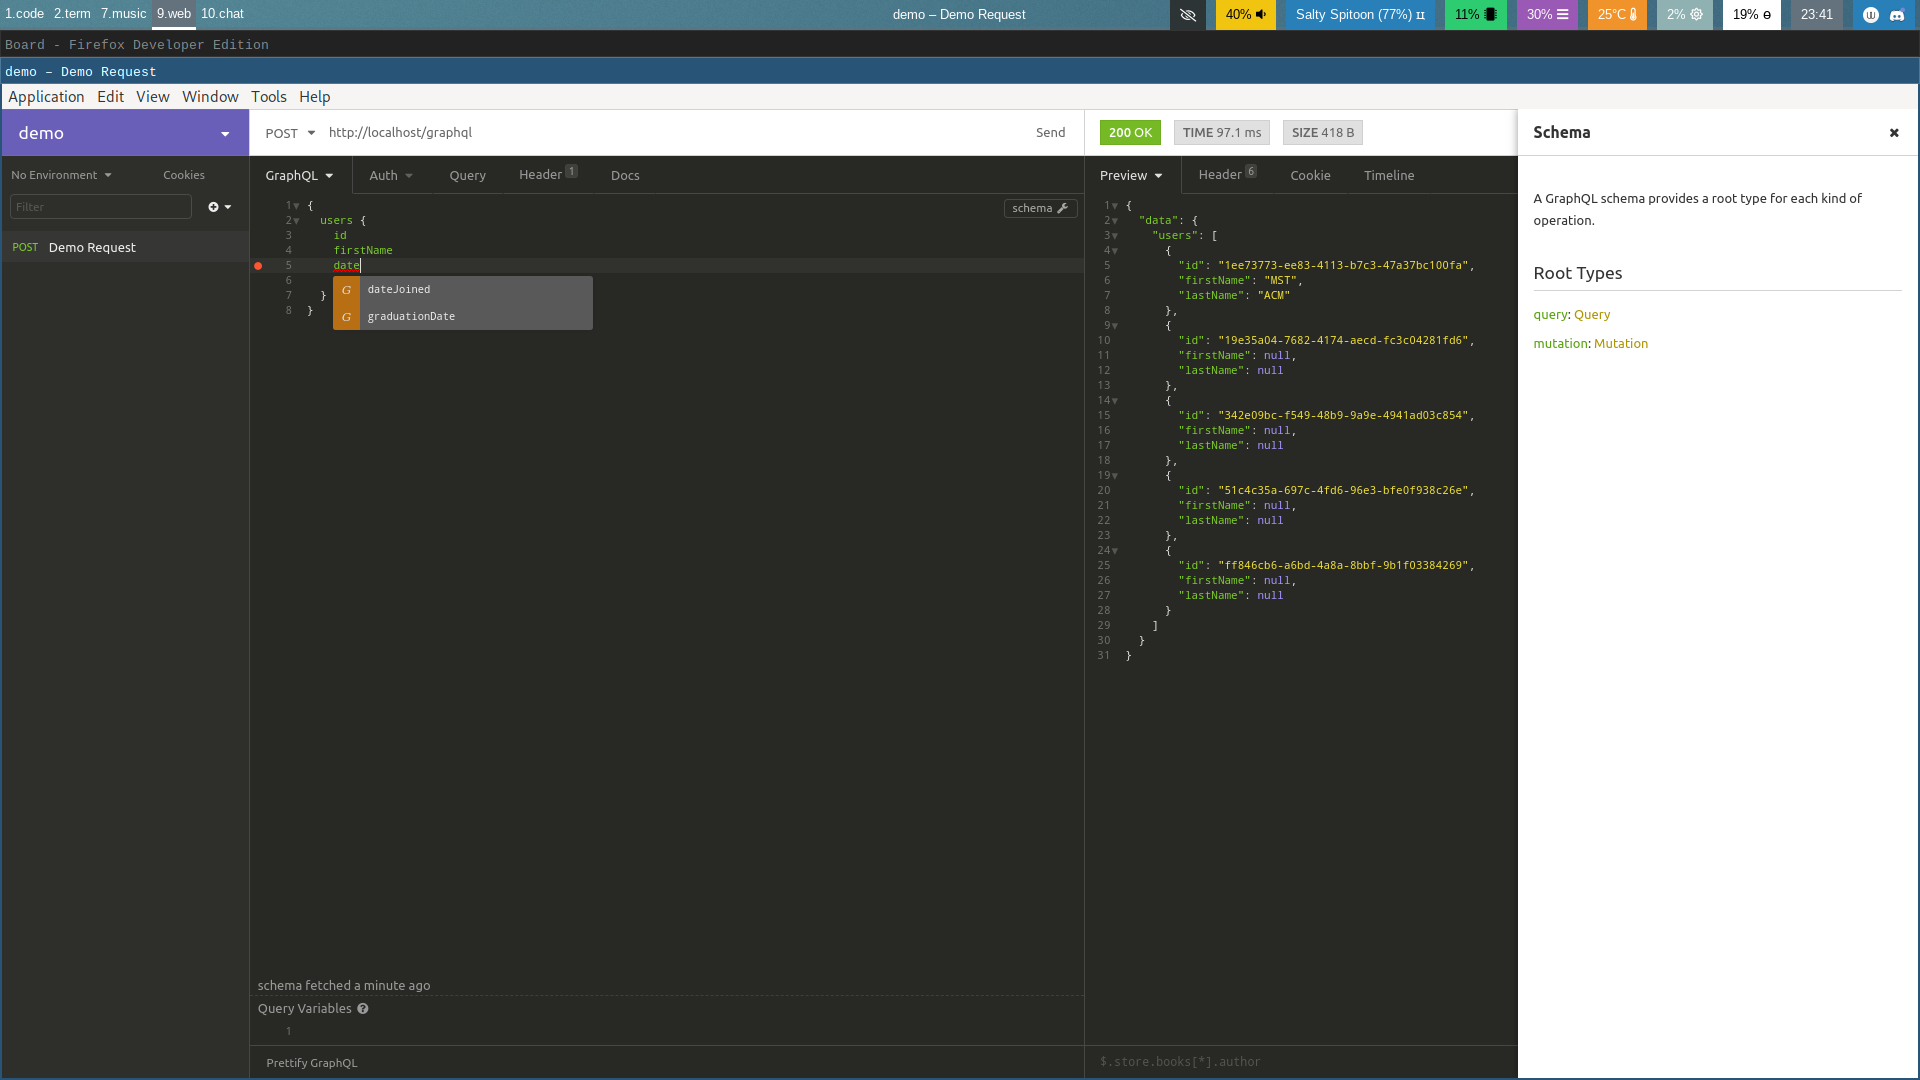 1.code 2.term 7.music 9.web 10.chat
demo – Demo Request
40% Salty Spitoon (77%) 11% 30% 25°C 2% 19% 23:41
Board - Firefox Developer Edition
demo – Demo Request
Application Edit View Window Tools Help
demo
POST http://localhost/graphql Send
200 OK TIME 97.1 ms SIZE 418 B
Schema
No Environment Cookies
Filter
POST Demo Request
GraphQL Auth Query Header 1 Docs
schema
1 {
2 users {
3 id
4 firstName
5 date
6
7 }
8 }
G dateJoined
G graduationDate
schema fetched a minute ago
Query Variables
1
Prettify GraphQL
Preview Header 6 Cookie Timeline
1 {
2 "data": {
3 "users": [
4 {
5 "id": "1ee73773-ee83-4113-b7c3-47a37bc100fa",
6 "firstName": "MST",
7 "lastName": "ACM"
8 },
9 {
10 "id": "19e35a04-7682-4174-aecd-fc3c04281fd6",
11 "firstName": null,
12 "lastName": null
13 },
14 {
15 "id": "342e09bc-f549-48b9-9a9e-4941ad03c854",
16 "firstName": null,
17 "lastName": null
18 },
19 {
20 "id": "51c4c35a-697c-4fd6-96e3-bfe0f938c26e",
21 "firstName": null,
22 "lastName": null
23 },
24 {
25 "id": "ff846cb6-a6bd-4a8a-8bbf-9b1f03384269",
26 "firstName": null,
27 "lastName": null
28 }
29 ]
30 }
31 }
$.store.books[*].author
A GraphQL schema provides a root type for each kind of
operation.
Root Types
query: Query
mutation: Mutation